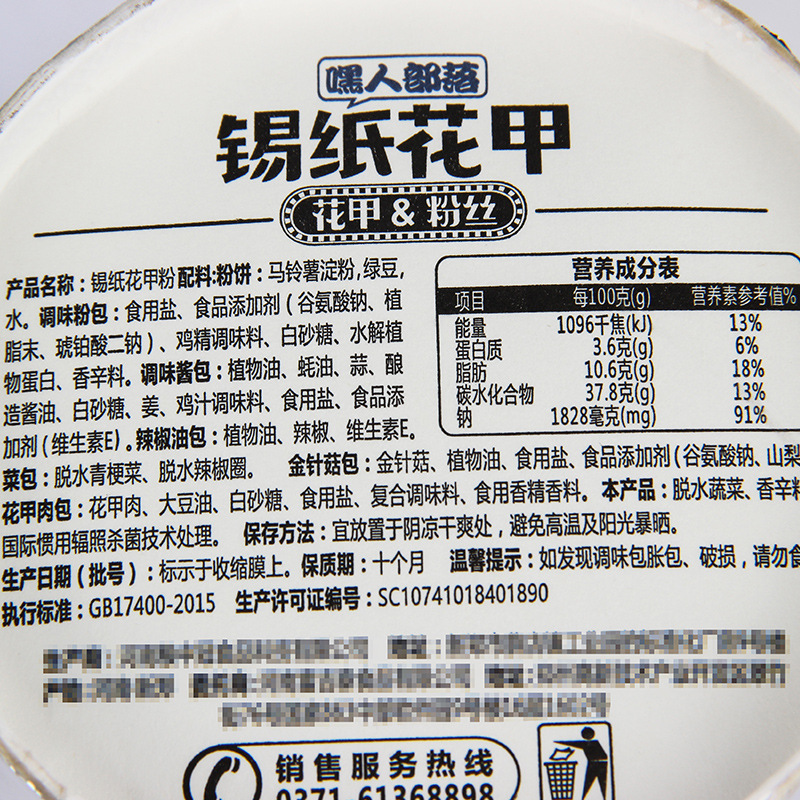 嘿人部落
锡纸花甲
花甲 & 粉丝
产品名称：锡纸花甲粉 配料:粉饼：马铃薯淀粉,绿豆,
水。调味粉包：食用盐、食品添加剂（谷氨酸钠、植
脂末、琥珀酸二钠）、鸡精调味料、白砂糖、水解植
物蛋白、香辛料。调味酱包：植物油、蚝油、蒜、酿
造酱油、白砂糖、姜、鸡汁调味料、食用盐、食品添
加剂（维生素E）。辣椒油包：植物油、辣椒、维生素E。
营养成分表
项目 每100克(g) 营养素参考值%
能量 1096千焦(kJ) 13%
蛋白质 3.6克(g) 6%
脂肪 10.6克(g) 18%
碳水化合物 37.8克(g) 13%
钠 1828毫克(mg) 91%
菜包：脱水青梗菜、脱水辣椒圈。 金针菇包：金针菇、植物油、食用盐、食品添加剂（谷氨酸钠、山梨
花甲肉包：花甲肉、大豆油、白砂糖、食用盐、复合调味料、食用香精香料。 本产品：脱水蔬菜、香辛料
国际惯用辐照杀菌技术处理。 保存方法：宜放置于阴凉干爽处，避免高温及阳光暴晒。
生产日期（批号）：标示于收缩膜上。保质期：十个月 温馨提示：如发现调味包胀包、破损，请勿食
执行标准：GB17400-2015 生产许可证编号：SC10741018401890
销售服务热线
0371-61368898